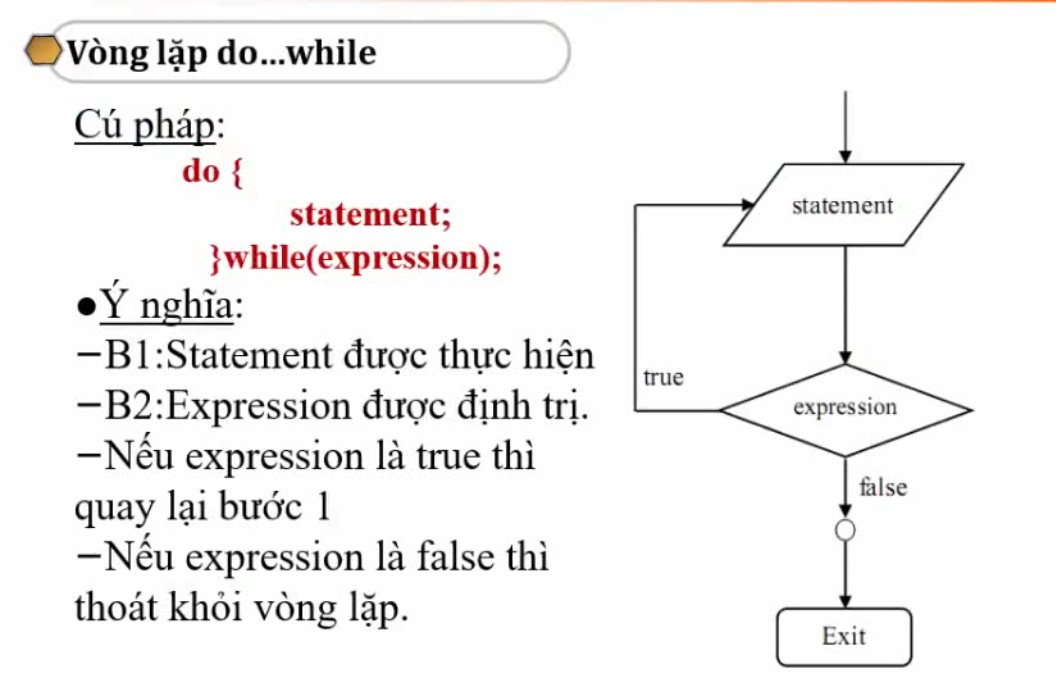 Vòng lặp do...while
Cú pháp:
do {
statement;
}while(expression);
●Ý nghĩa:
−B1:Statement được thực hiện
−B2:Expression được định trị.
−Nếu expression là true thì
quay lại bước 1
−Nếu expression là false thì
thoát khỏi vòng lặp.
statement
true
expression
false
Exit